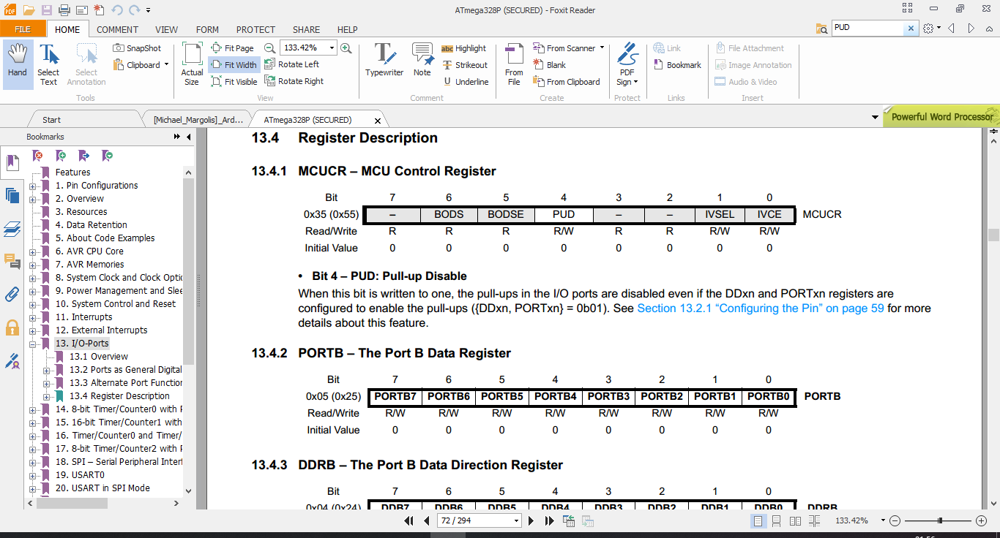 ATmega328P (SECURED) - Foxit Reader
FILE HOME COMMENT VIEW FORM PROTECT SHARE HELP PUD
Hand
Select Text
Select Annotation
SnapShot
Clipboard
Tools
Actual Size
Fit Page
Fit Width
Fit Visible
133.42%
Rotate Left
Rotate Right
View
Typewriter
Note
Highlight
Strikeout
Underline
Comment
From File
From Scanner
Blank
From Clipboard
Create
PDF Sign
Protect
Link
Bookmark
Links
File Attachment
Image Annotation
Audio & Video
Insert
Start [Michael_Margolis]_Ard... ATmega328P (SECURED) Powerful Word Processor
Bookmarks
Features
1. Pin Configurations
2. Overview
3. Resources
4. Data Retention
5. About Code Examples
6. AVR CPU Core
7. AVR Memories
8. System Clock and Clock Optic
9. Power Management and Slee
10. System Control and Reset
11. Interrupts
12. External Interrupts
13. I/O-Ports
13.1 Overview
13.2 Ports as General Digital
13.3 Alternate Port Function
13.4 Register Description
14. 8-bit Timer/Counter0 with P
15. 16-bit Timer/Counter1 with
16. Timer/Counter0 and Timer/
17. 8-bit Timer/Counter2 with P
18. SPI – Serial Peripheral Interf
19. USART0
20. USART in SPI Mode
13.4 Register Description
13.4.1 MCUCR – MCU Control Register
Bit 7 6 5 4 3 2 1 0
0x35 (0x55) – BODS BODSE PUD – – IVSEL IVCE MCUCR
Read/Write R R R R/W R R R/W R/W
Initial Value 0 0 0 0 0 0 0 0
• Bit 4 – PUD: Pull-up Disable
When this bit is written to one, the pull-ups in the I/O ports are disabled even if the DDxn and PORTxn registers are
configured to enable the pull-ups ({DDxn, PORTxn} = 0b01). See Section 13.2.1 “Configuring the Pin” on page 59 for more
details about this feature.
13.4.2 PORTB – The Port B Data Register
Bit 7 6 5 4 3 2 1 0
0x05 (0x25) PORTB7 PORTB6 PORTB5 PORTB4 PORTB3 PORTB2 PORTB1 PORTB0 PORTB
Read/Write R/W R/W R/W R/W R/W R/W R/W R/W
Initial Value 0 0 0 0 0 0 0 0
13.4.3 DDRB – The Port B Data Direction Register
Bit 7 6 5 4 3 2 1 0
0x04 (0x24) DDB7 DDB6 DDB5 DDB4 DDB3 DDB2 DDB1 DDB0 DDRB
72 / 294
133.42%